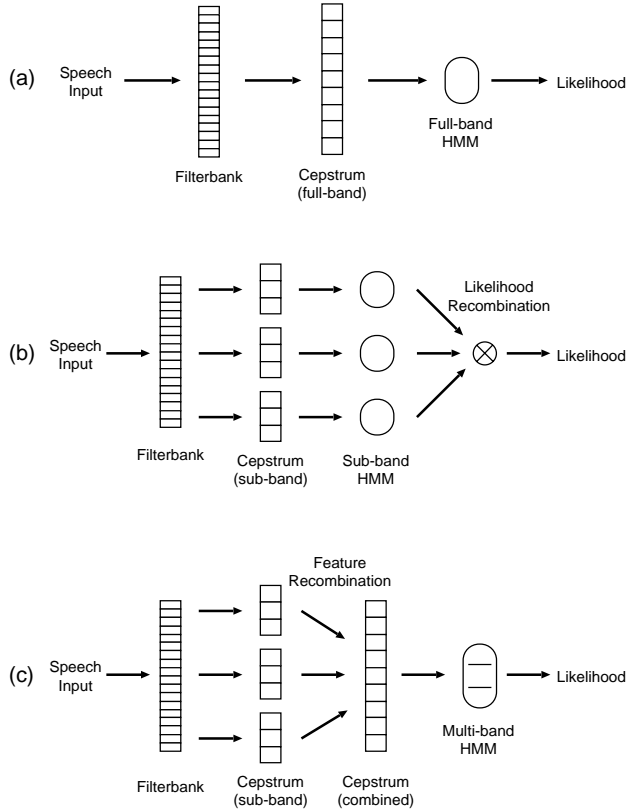 (a)
Speech
Input
Filterbank
Cepstrum
(full-band)
Full-band
HMM
Likelihood
(b)
Speech
Input
Filterbank
Cepstrum
(sub-band)
Sub-band
HMM
Likelihood
Recombination
Likelihood
(c)
Speech
Input
Filterbank
Cepstrum
(sub-band)
Feature
Recombination
Cepstrum
(combined)
Multi-band
HMM
Likelihood